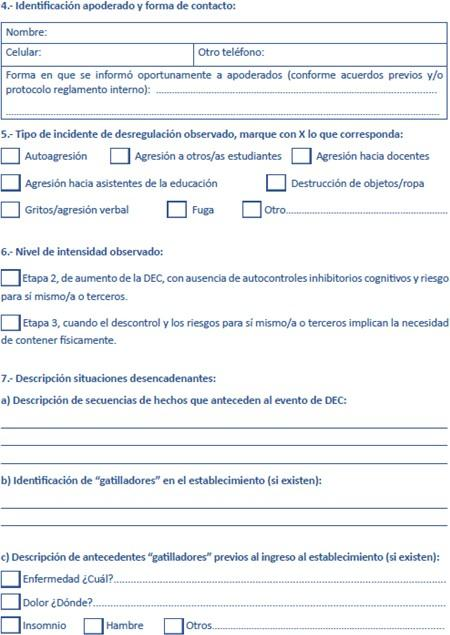 4.- Identificación apoderado y forma de contacto:
Nombre:
Celular: Otro teléfono:
Forma en que se informó oportunamente a apoderados (conforme acuerdos previos y/o
protocolo reglamento interno): ..........................................................................................
..........................................................................................
5.- Tipo de incidente de desregulación observado, marque con X lo que corresponda:
Autoagresión Agresión a otros/as estudiantes Agresión hacia docentes
Agresión hacia asistentes de la educación Destrucción de objetos/ropa
Gritos/agresión verbal Fuga Otro..................................................
6.- Nivel de intensidad observado:
Etapa 2, de aumento de la DEC, con ausencia de autocontroles inhibitorios cognitivos y riesgo
para sí mismo/a o terceros.
Etapa 3, cuando el descontrol y los riesgos para sí mismo/a o terceros implican la necesidad
de contener físicamente.
7.- Descripción situaciones desencadenantes:
a) Descripción de secuencias de hechos que anteceden al evento de DEC:
b) Identificación de “gatilladores” en el establecimiento (si existen):
c) Descripción de antecedentes “gatilladores” previos al ingreso al establecimiento (si existen):
Enfermedad ¿Cuál?..........................................................................................
Dolor ¿Dónde?..........................................................................................
Insomnio Hambre Otros..................................................